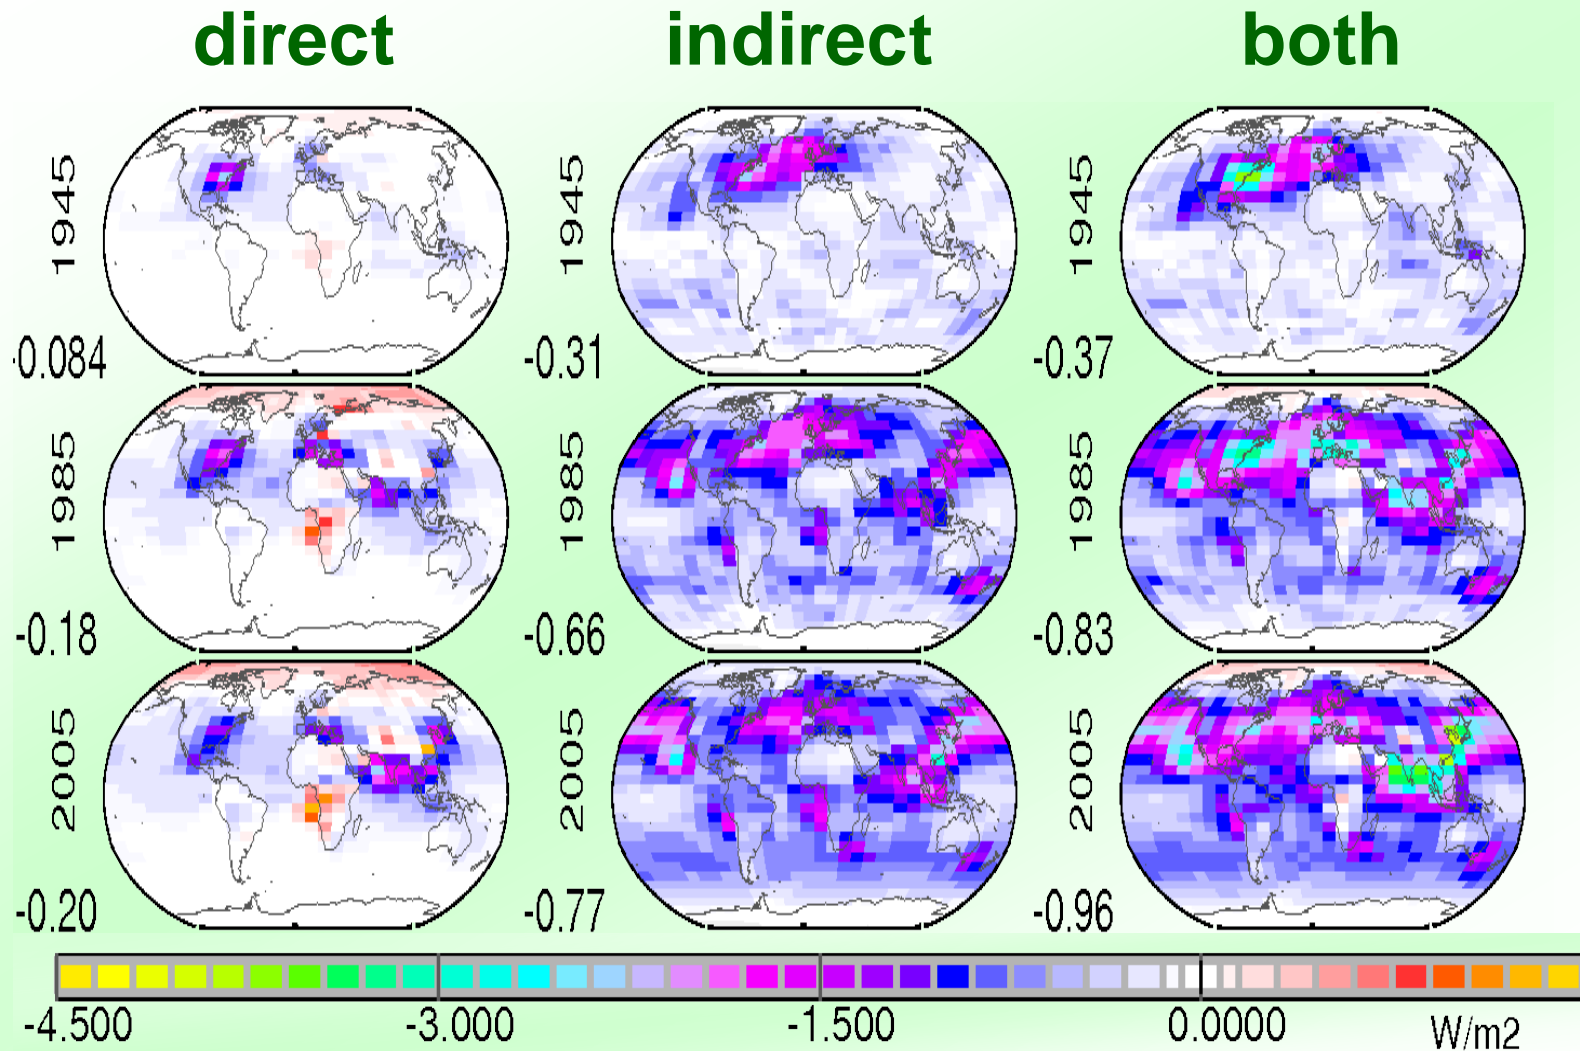 direct indirect both
1945 1945 1945
-0.084 -0.31 -0.37
1985 1985 1985
-0.18 -0.66 -0.83
2005 2005 2005
-0.20 -0.77 -0.96
-4.500 -3.000 -1.500 0.0000 W/m2